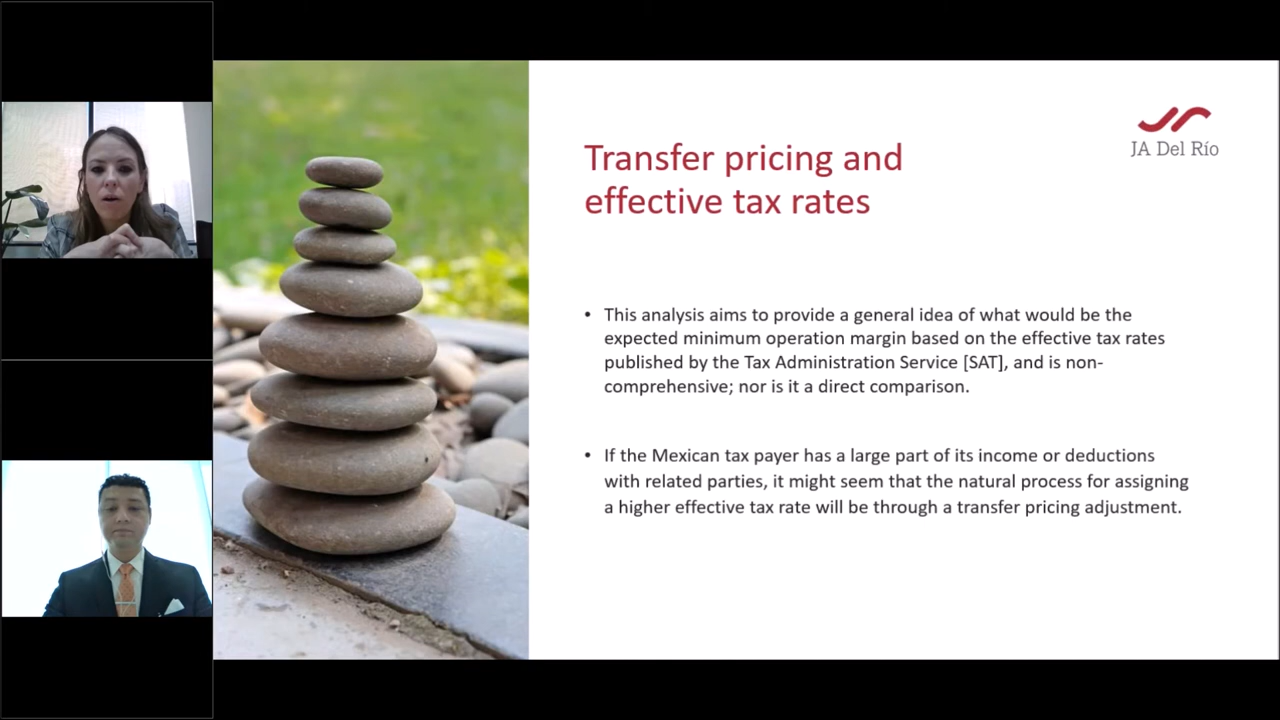 Transfer pricing and
effective tax rates
JA Del Río
• This analysis aims to provide a general idea of what would be the
expected minimum operation margin based on the effective tax rates
published by the Tax Administration Service [SAT], and is non-
comprehensive; nor is it a direct comparison.
• If the Mexican tax payer has a large part of its income or deductions
with related parties, it might seem that the natural process for assigning
a higher effective tax rate will be through a transfer pricing adjustment.